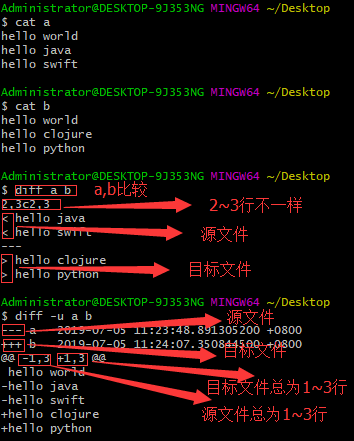 Administrator@DESKTOP-9J353NG MINGW64 ~/Desktop
$ cat a
hello world
hello java
hello swift
Administrator@DESKTOP-9J353NG MINGW64 ~/Desktop
$ cat b
hello world
hello clojure
hello python
Administrator@DESKTOP-9J353NG MINGW64 ~/Desktop
$ diff a b a,b比较
2,3c2,3 2~3行不一样
< hello java
< hello swift 源文件
---
> hello clojure
> hello python 目标文件
Administrator@DESKTOP-9J353NG MINGW64 ~/Desktop
$ diff -u a b 源文件
--- a 2019-07-05 11:23:48.891305200 +0800
+++ b 2019-07-05 11:24:07.350844500 +0800 目标文件
@@ -1,3 +1,3 @@
hello world 目标文件总为1~3行
-hello java
-hello swift 源文件总为1~3行
+hello clojure
+hello python